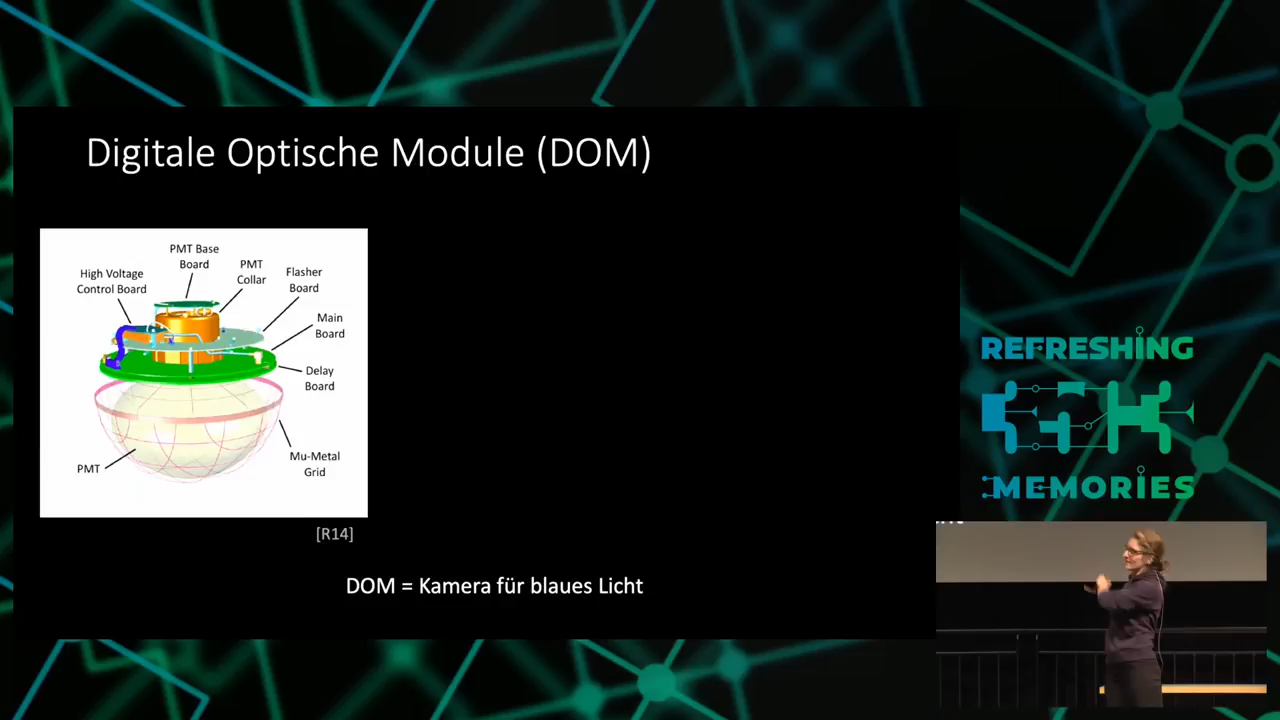 Digitale Optische Module (DOM)
PMT Base
Board
PMT
Collar
High Voltage
Control Board
Flasher
Board
Main
Board
Delay
Board
Mu-Metal
Grid
PMT
[R14]
DOM = Kamera für blaues Licht
REFRESHING
MEMORIES